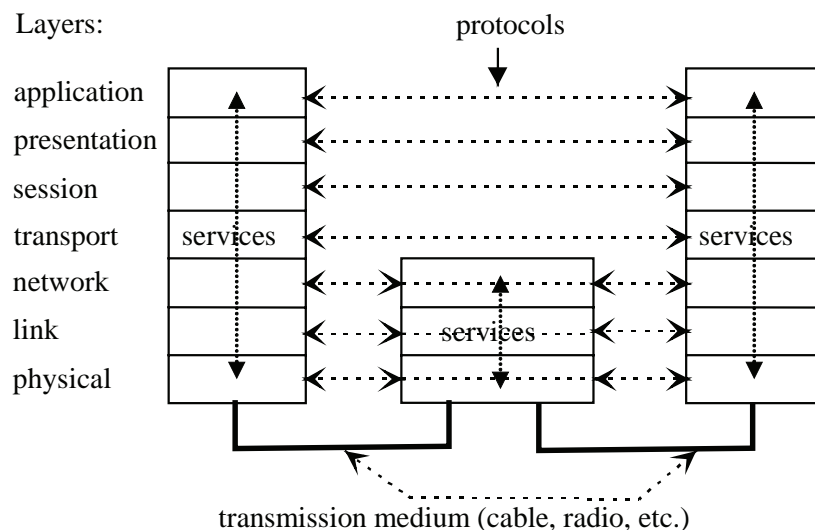 Layers:
protocols
application
presentation
session
transport
services
services
network
link
services
physical
transmission medium (cable, radio, etc.)